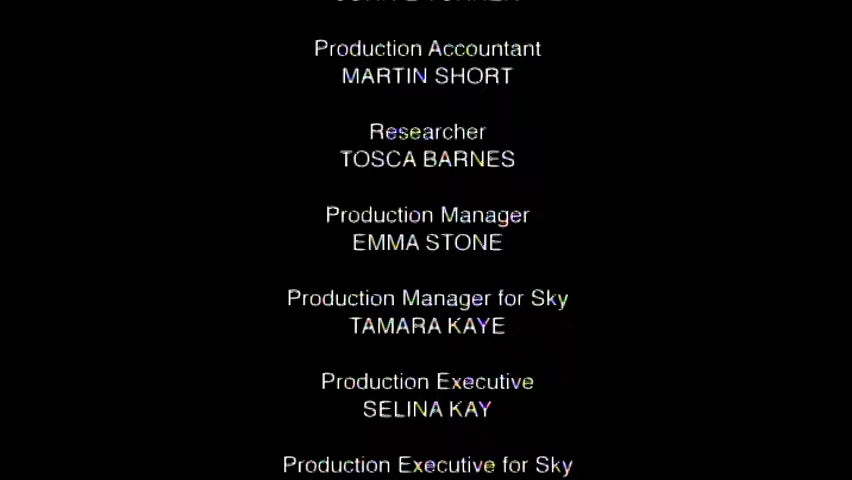 Production Accountant
MARTIN SHORT
Researcher
TOSCA BARNES
Production Manager
EMMA STONE
Production Manager for Sky
TAMARA KAYE
Production Executive
SELINA KAY
Production Executive for Sky